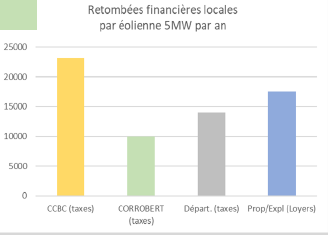 Retombées financières locales
par éolienne 5MW par an
25000
20000
15000
10000
5000
0
CCBC (taxes)
CORROBERT
(taxes)
Départ. (taxes)
Prop/Expl (Loyers)